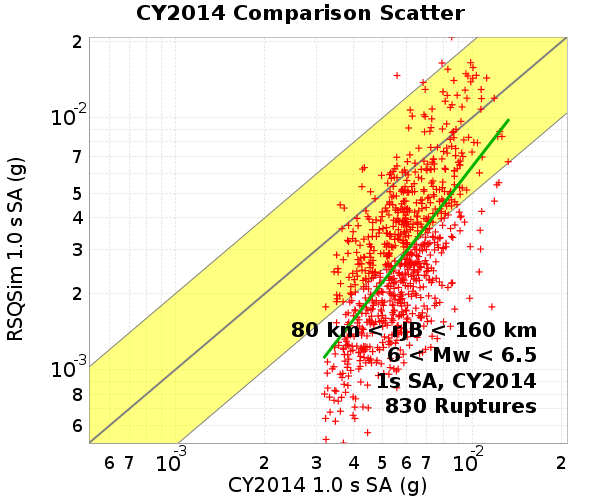 CY2014 Comparison Scatter
RSQSim 1.0 s SA (g)
2
10⁻²
7
5
4
3
2
10⁻³
8
6
80 km < rJB < 160 km
6 < Mw < 6.5
1s SA, CY2014
830 Ruptures
6 7 10⁻³ 2 3 4 5 6 7 10⁻² 2
CY2014 1.0 s SA (g)